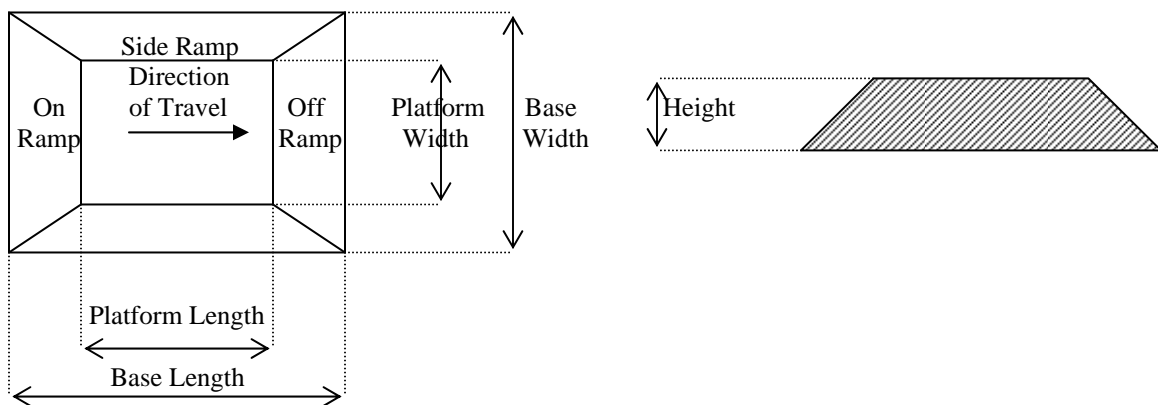 Side Ramp
Direction
of Travel
On
Ramp
Off
Ramp
Platform
Width
Base
Width
Height
Platform Length
Base Length